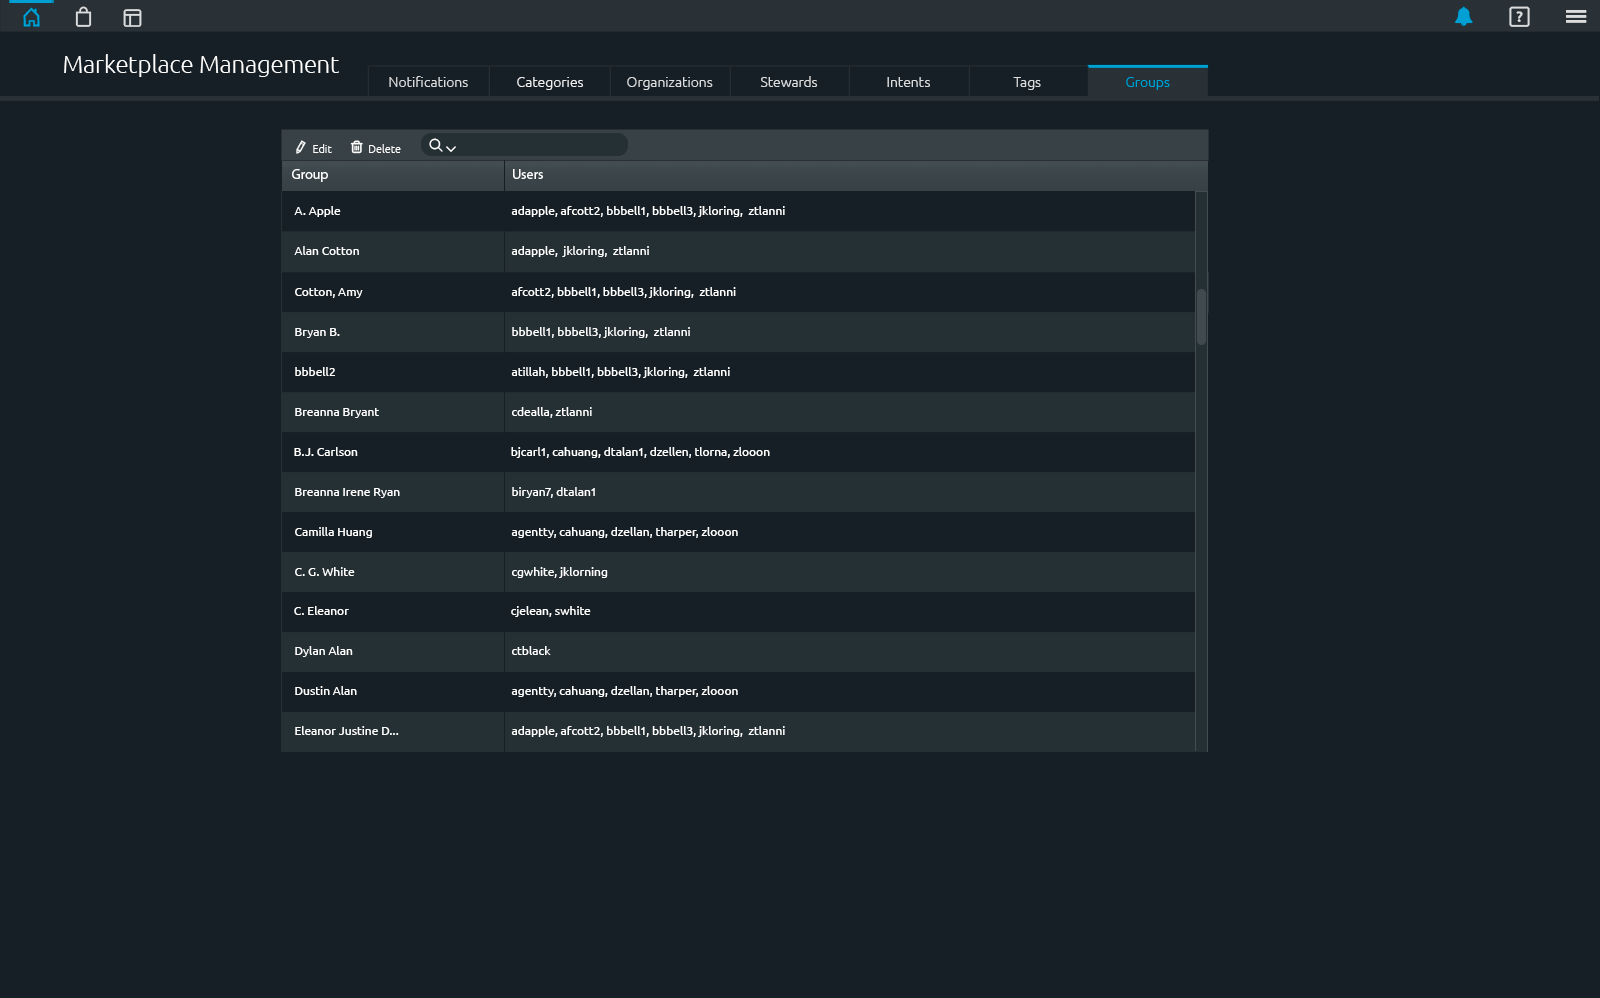 Marketplace Management
Notifications Categories Organizations Stewards Intents Tags Groups
Edit Delete
Group Users
A. Apple adapple, afcott2, bbbell1, bbbell3, jkloring, ztlanni
Alan Cotton adapple, jkloring, ztlanni
Cotton, Amy afcott2, bbbell1, bbbell3, jkloring, ztlanni
Bryan B. bbbell1, bbbell3, jkloring, ztlanni
bbbell2 atillah, bbbell1, bbbell3, jkloring, ztlanni
Breanna Bryant cdealla, ztlanni
B.J. Carlson bjcarl1, cahuang, dtalan1, dzellen, tlorna, zlooon
Breanna Irene Ryan biryan7, dtalan1
Camilla Huang agentty, cahuang, dzellan, tharper, zlooon
C. G. White cgwhite, jklorning
C. Eleanor cjelean, swhite
Dylan Alan ctblack
Dustin Alan agentty, cahuang, dzellan, tharper, zlooon
Eleanor Justine D... adapple, afcott2, bbbell1, bbbell3, jkloring, ztlanni